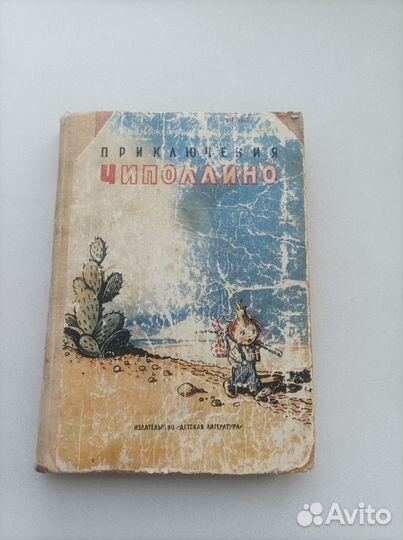 ПРИКЛЮЧЕНИЯ
ЧИПОЛЛИНО
ИЗДАТЕЛЬСТВО «ДЕТСКАЯ ЛИТЕРАТУРА»
Avito